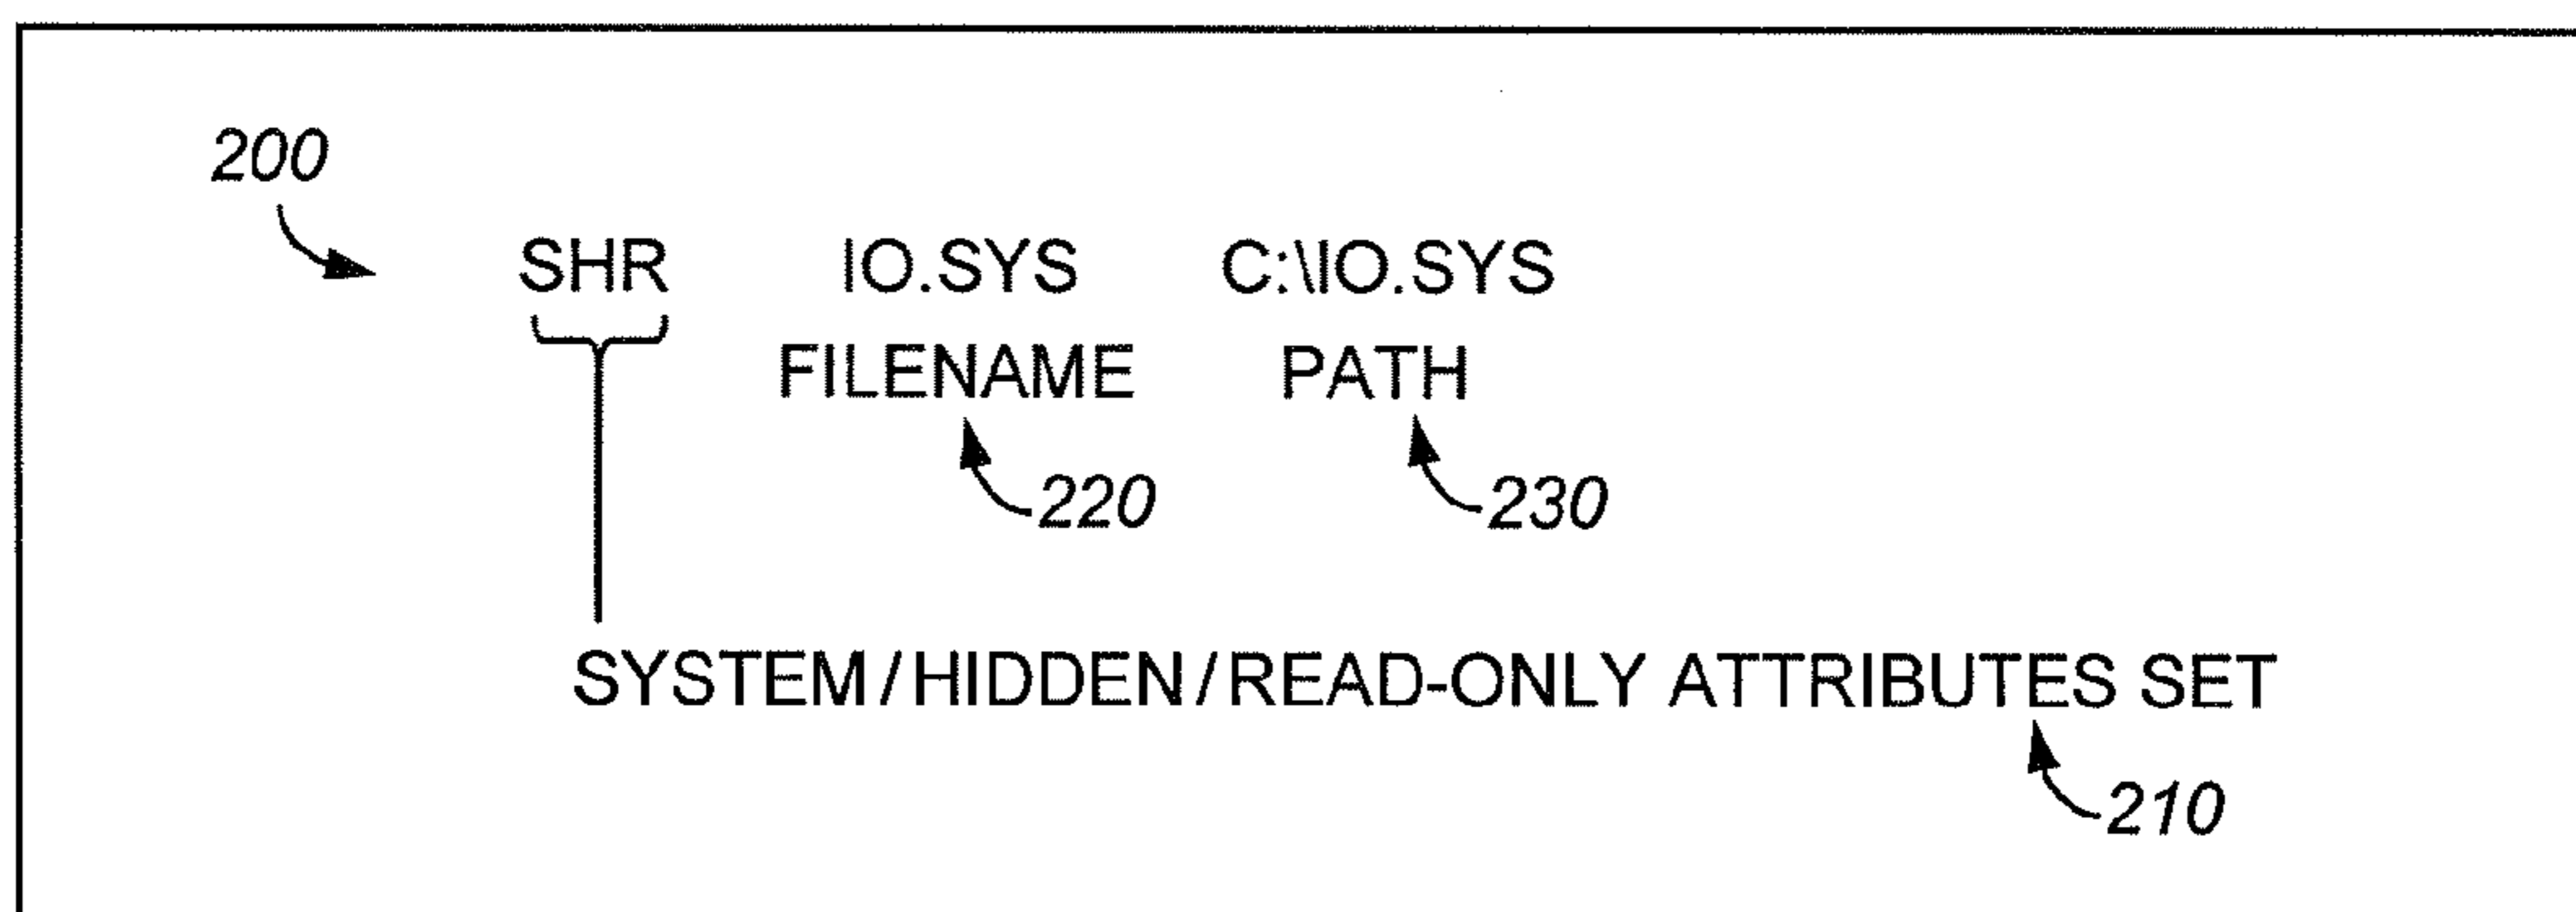 200
SHR IO.SYS C:\IO.SYS
FILENAME PATH
220 230
SYSTEM/HIDDEN/READ-ONLY ATTRIBUTES SET
210